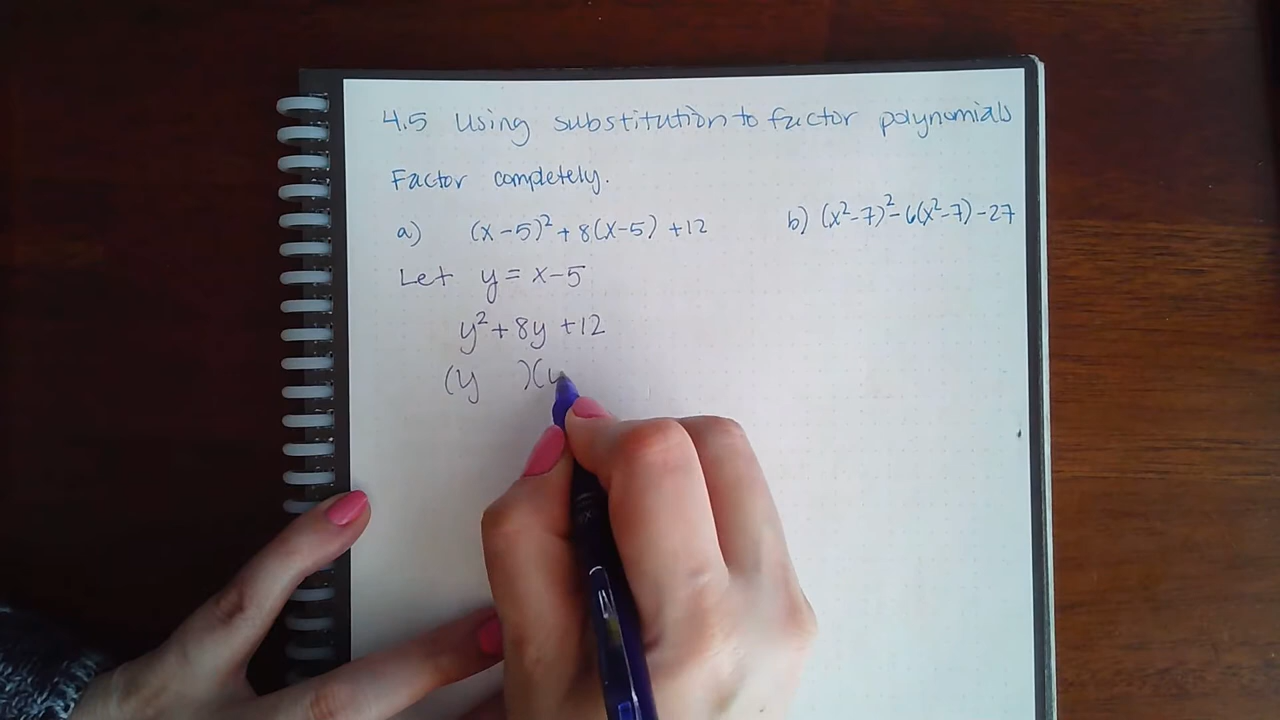 4.5 Using substitution to factor polynomials
Factor completely.
a) (x-5)²+8(x-5)+12
b) (x²-7)²-6(x²-7)-27
Let y=x-5
y²+8y+12
(y )(y